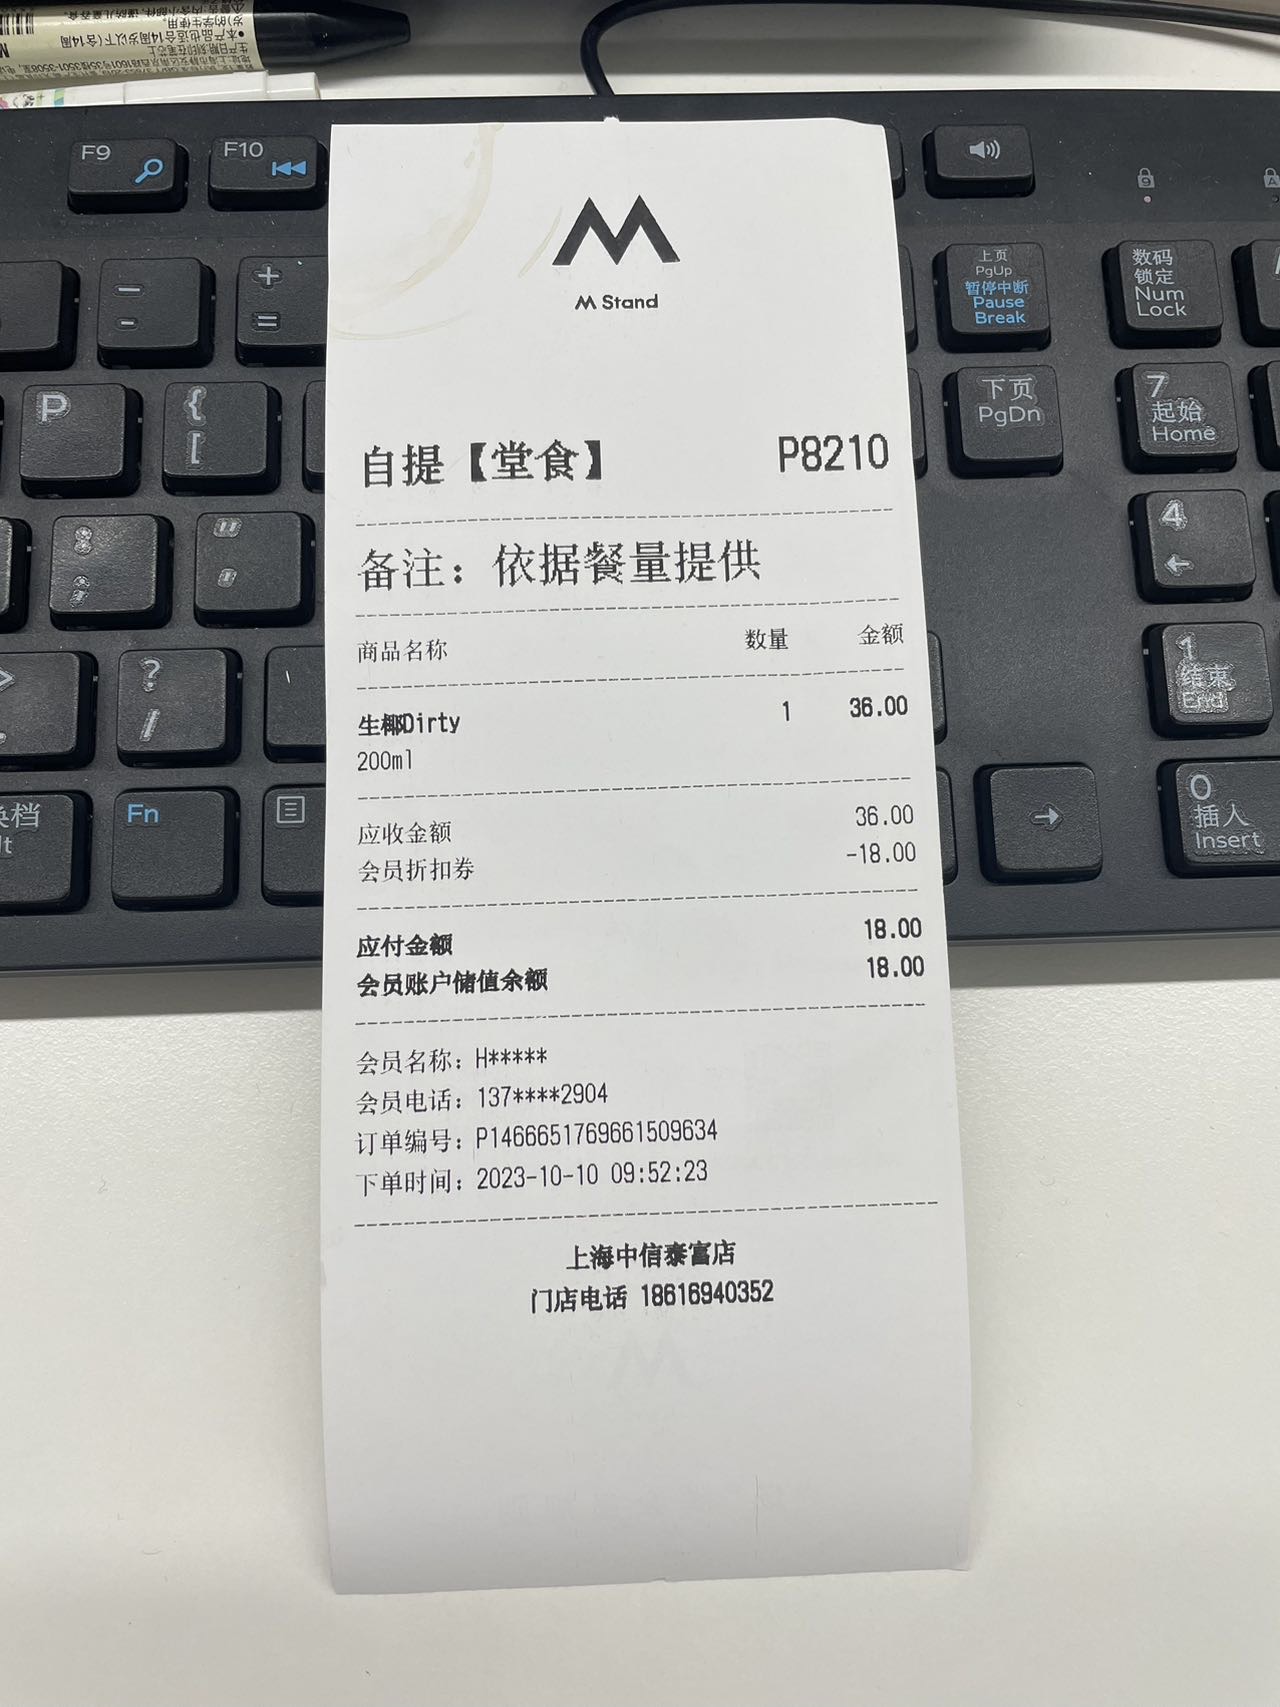 F9
F10
M Stand
自提【堂食】 P8210
备注：依据餐量提供
商品名称 数量 金额
生椰Dirty 1 36.00
200ml
应收金额 36.00
会员折扣券 -18.00
应付金额 18.00
会员账户储值余额 18.00
会员名称：H*****
会员电话：137****2904
订单编号：P1466651769661509634
下单时间：2023-10-10 09:52:23
上海中信泰富店
门店电话 18616940352
+
=
P
{
[
?
/
Fn
上页
PgUp
暂停中断
Pause
Break
下页
PgDn
数码
锁定
Num
Lock
7
起始
Home
4
1
结束
End
0
插入
Insert